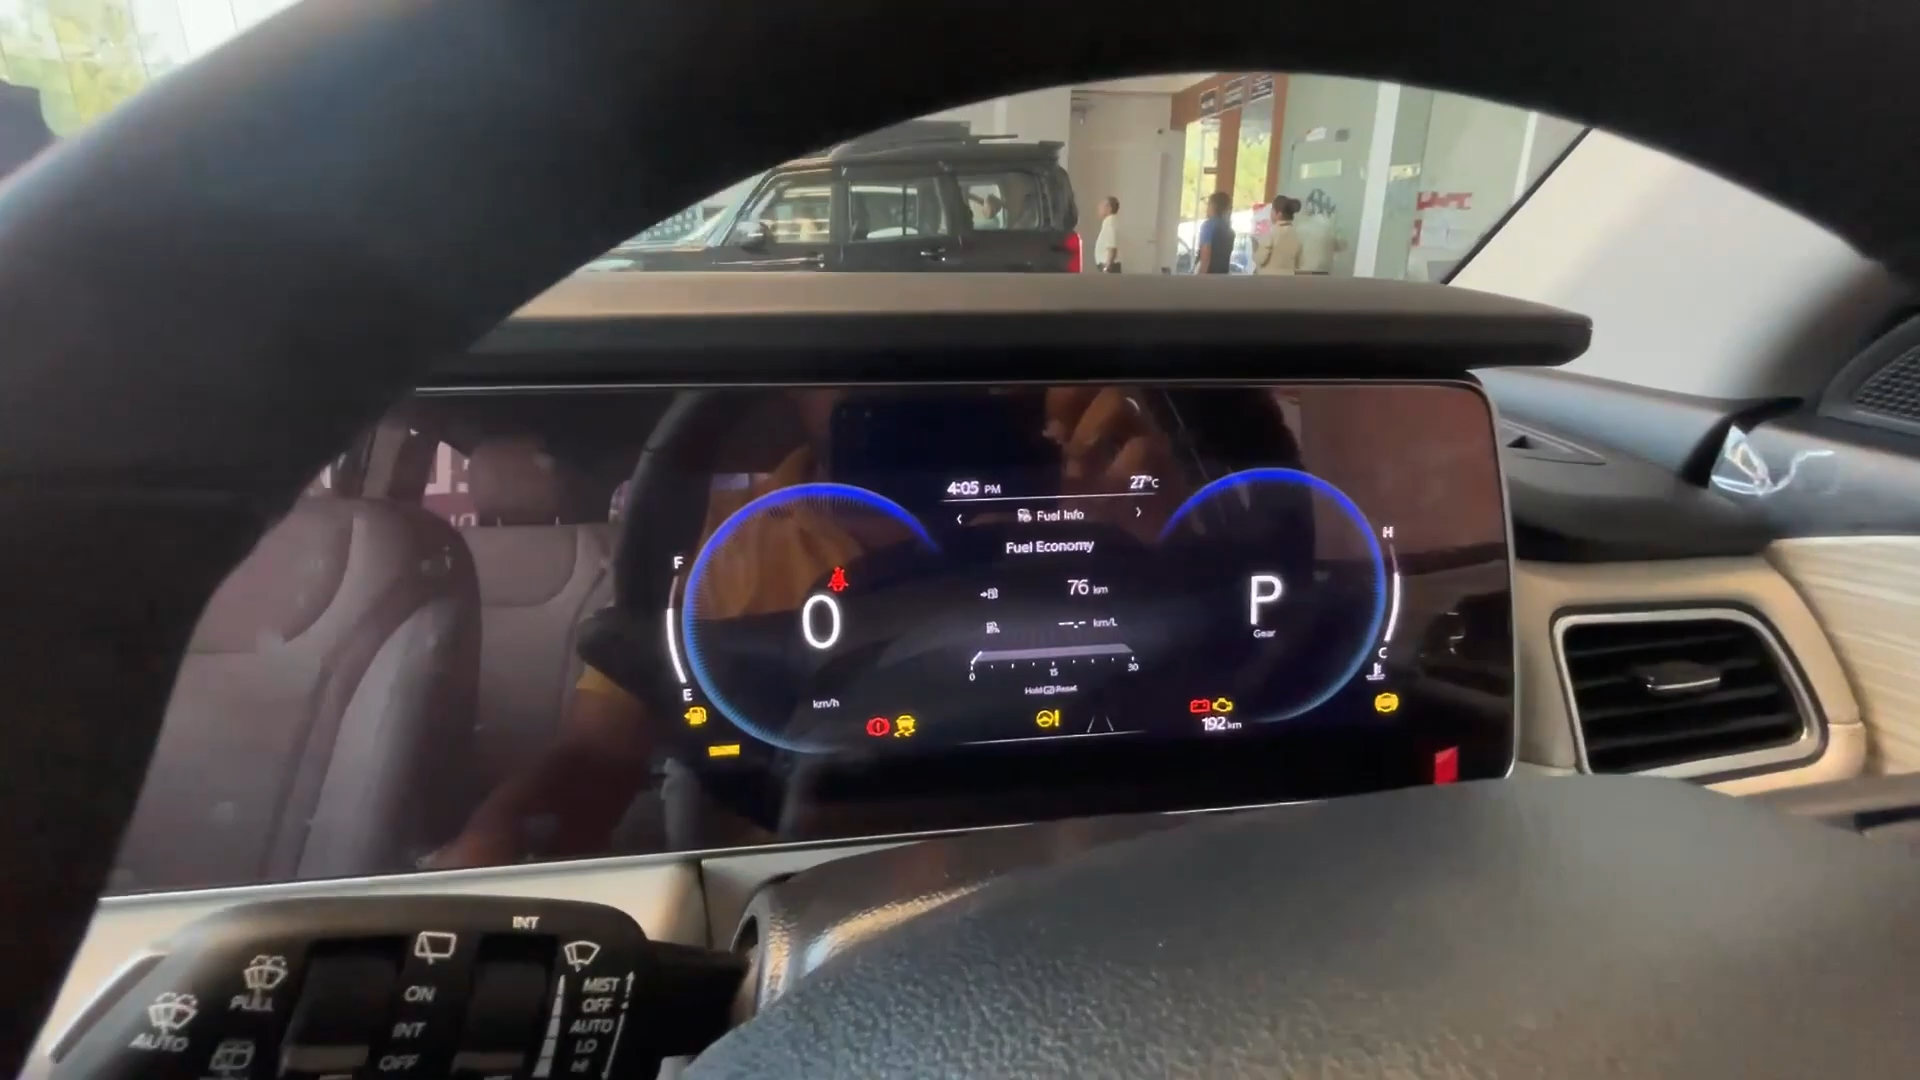 4:05 PM 27°C
< Fuel Info >
Fuel Economy
F
H
76 km
0
P
Gear
--.- km/L
0 15 30
C
E
Hold Reset
km/h
192 km
INT
PULL
ON
MIST
OFF
AUTO
INT
AUTO
LO
OFF
HI